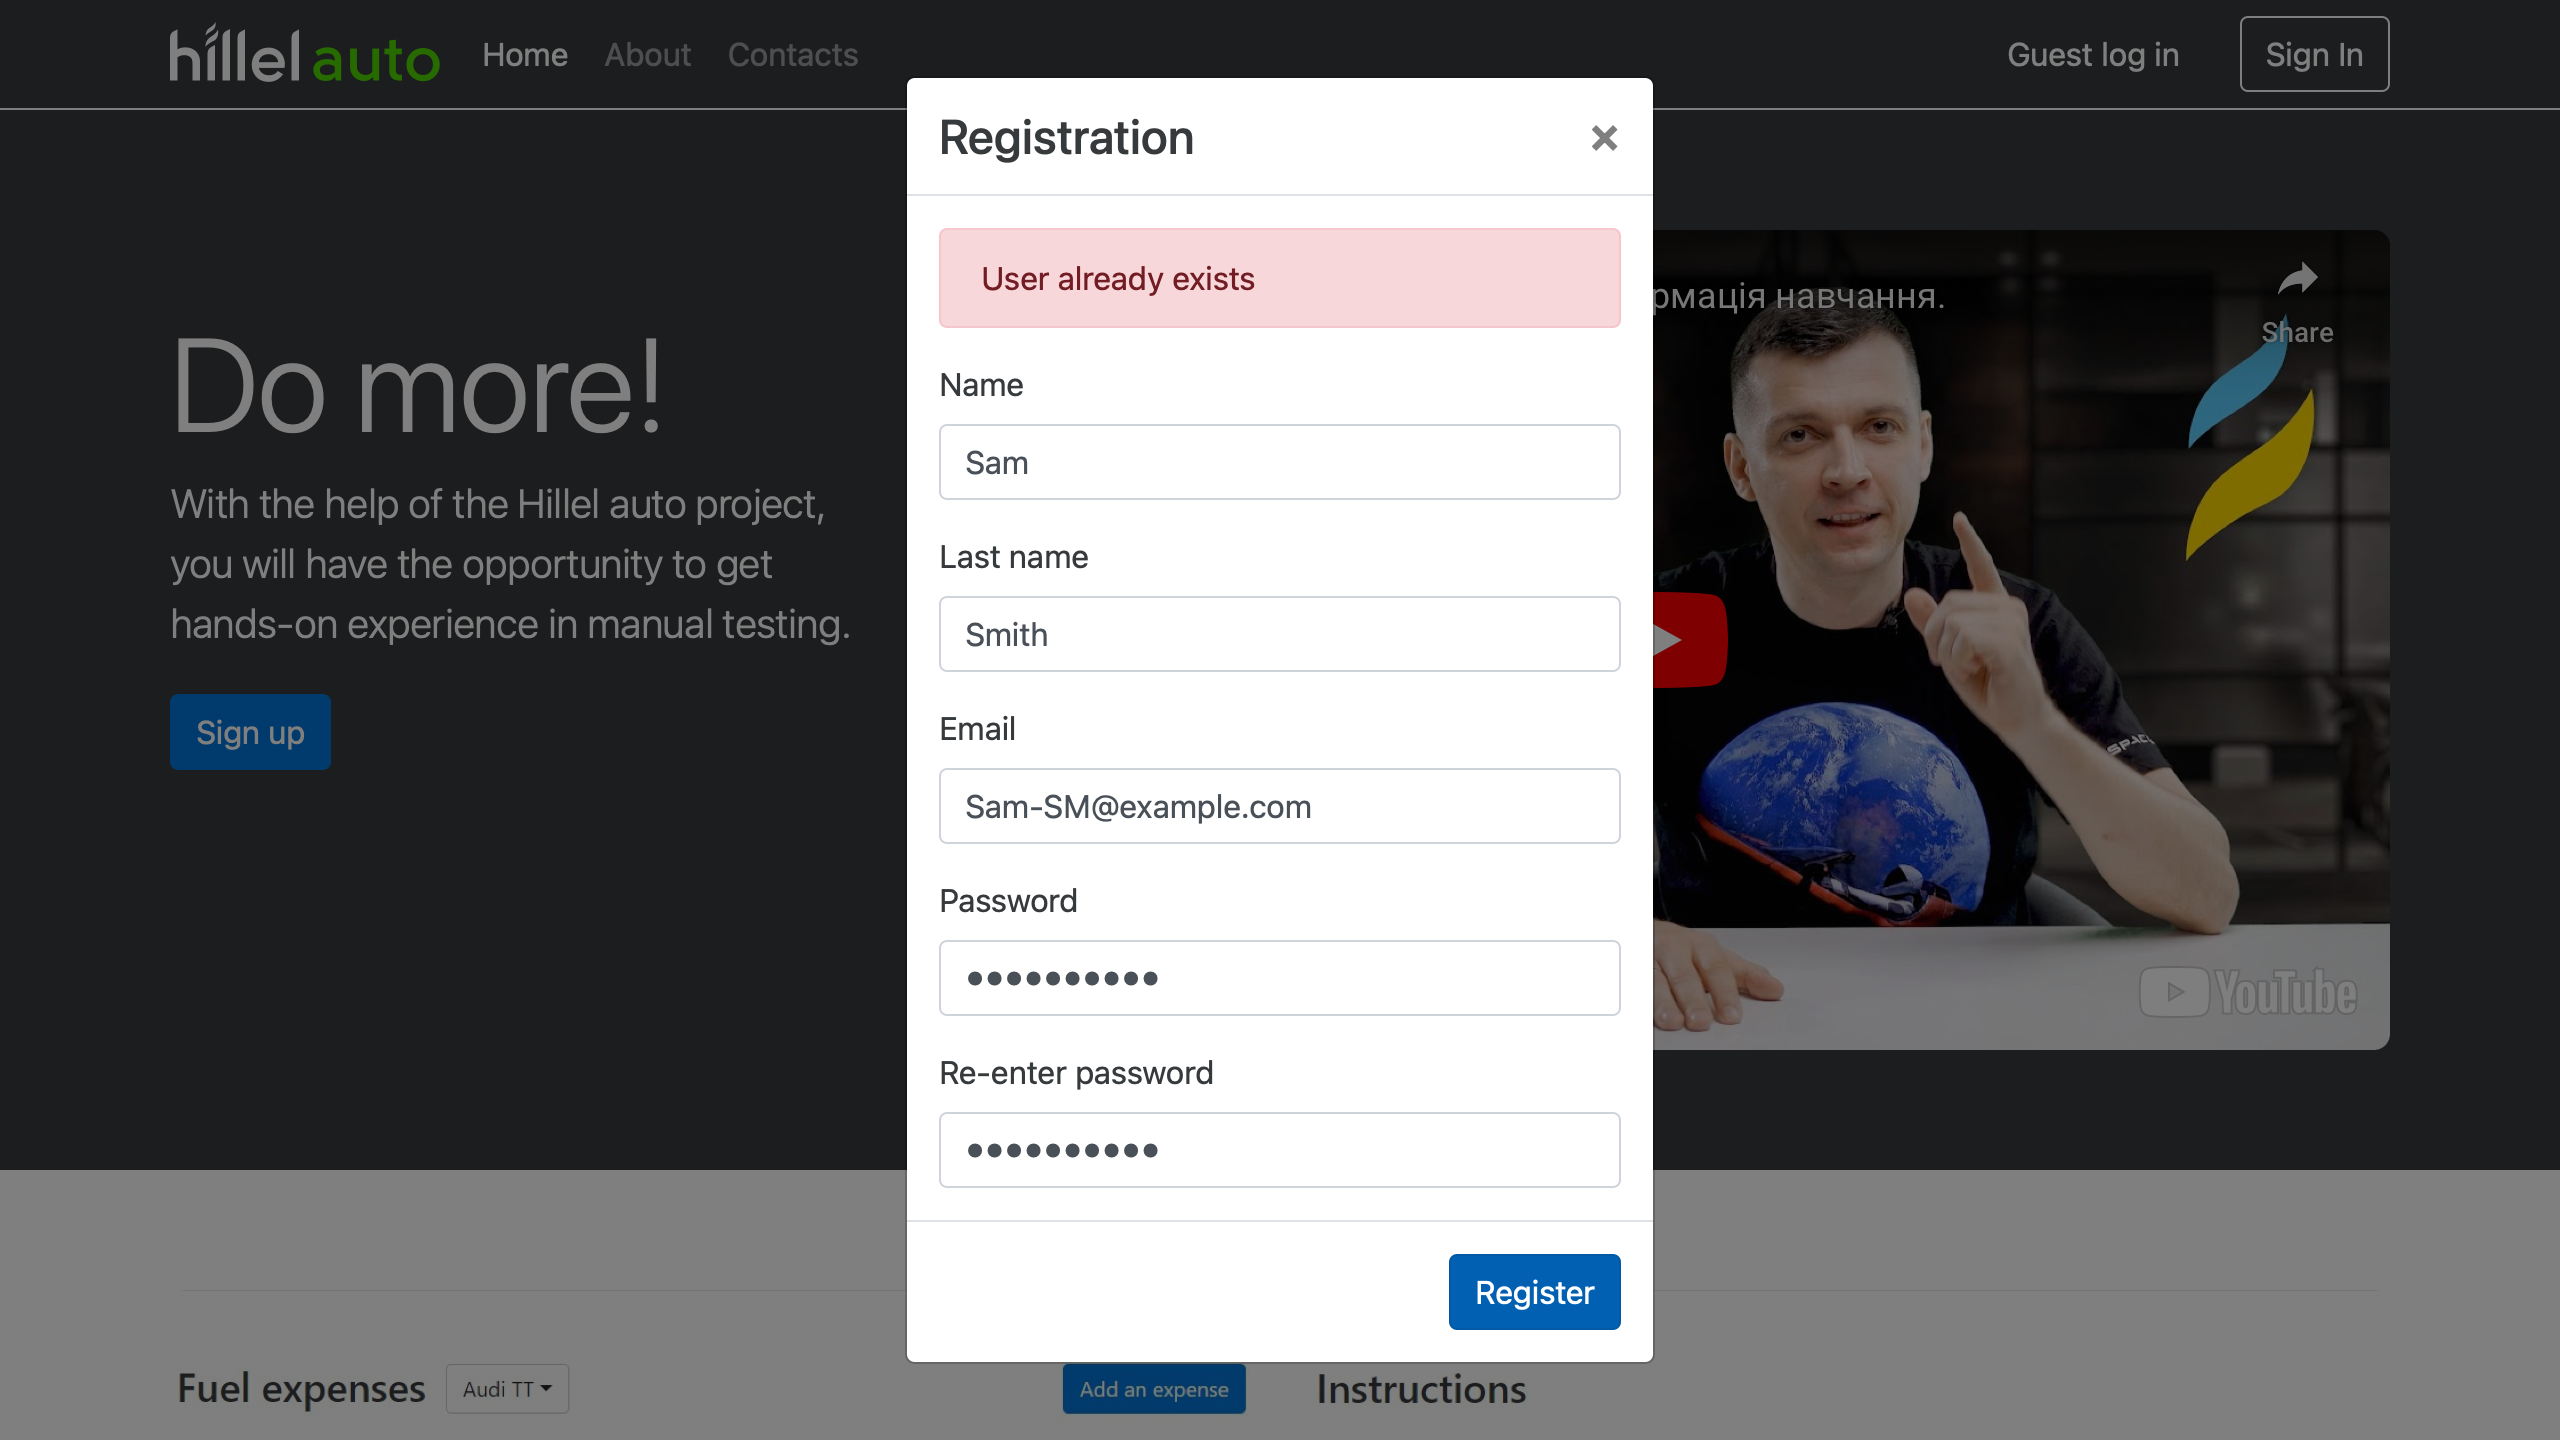 hillel auto
Home
About
Contacts
Guest log in
Sign In
Registration
×
User already exists
Name
Sam
Last name
Smith
Email
Sam-SM@example.com
Password
••••••••••
Re-enter password
••••••••••
Register
Do more!
With the help of the Hillel auto project,
you will have the opportunity to get
hands-on experience in manual testing.
Sign up
рмація навчання.
Share
SPAC
YouTube
Fuel expenses
Audi TT
Add an expense
Instructions